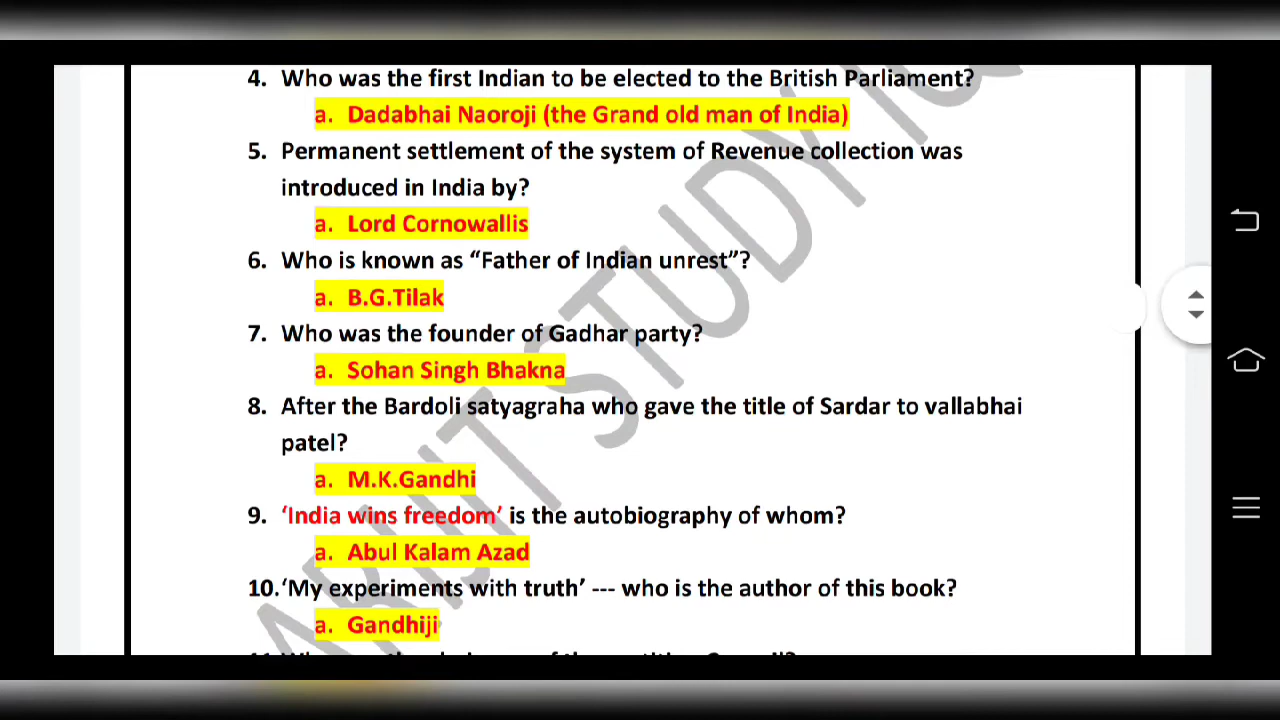 4. Who was the first Indian to be elected to the British Parliament?
a. Dadabhai Naoroji (the Grand old man of India)
5. Permanent settlement of the system of Revenue collection was
introduced in India by?
a. Lord Cornowallis
6. Who is known as “Father of Indian unrest”?
a. B.G.Tilak
7. Who was the founder of Gadhar party?
a. Sohan Singh Bhakna
8. After the Bardoli satyagraha who gave the title of Sardar to vallabhai
patel?
a. M.K.Gandhi
9. ‘India wins freedom’ is the autobiography of whom?
a. Abul Kalam Azad
10. ‘My experiments with truth’ --- who is the author of this book?
a. Gandhiji
STUDY